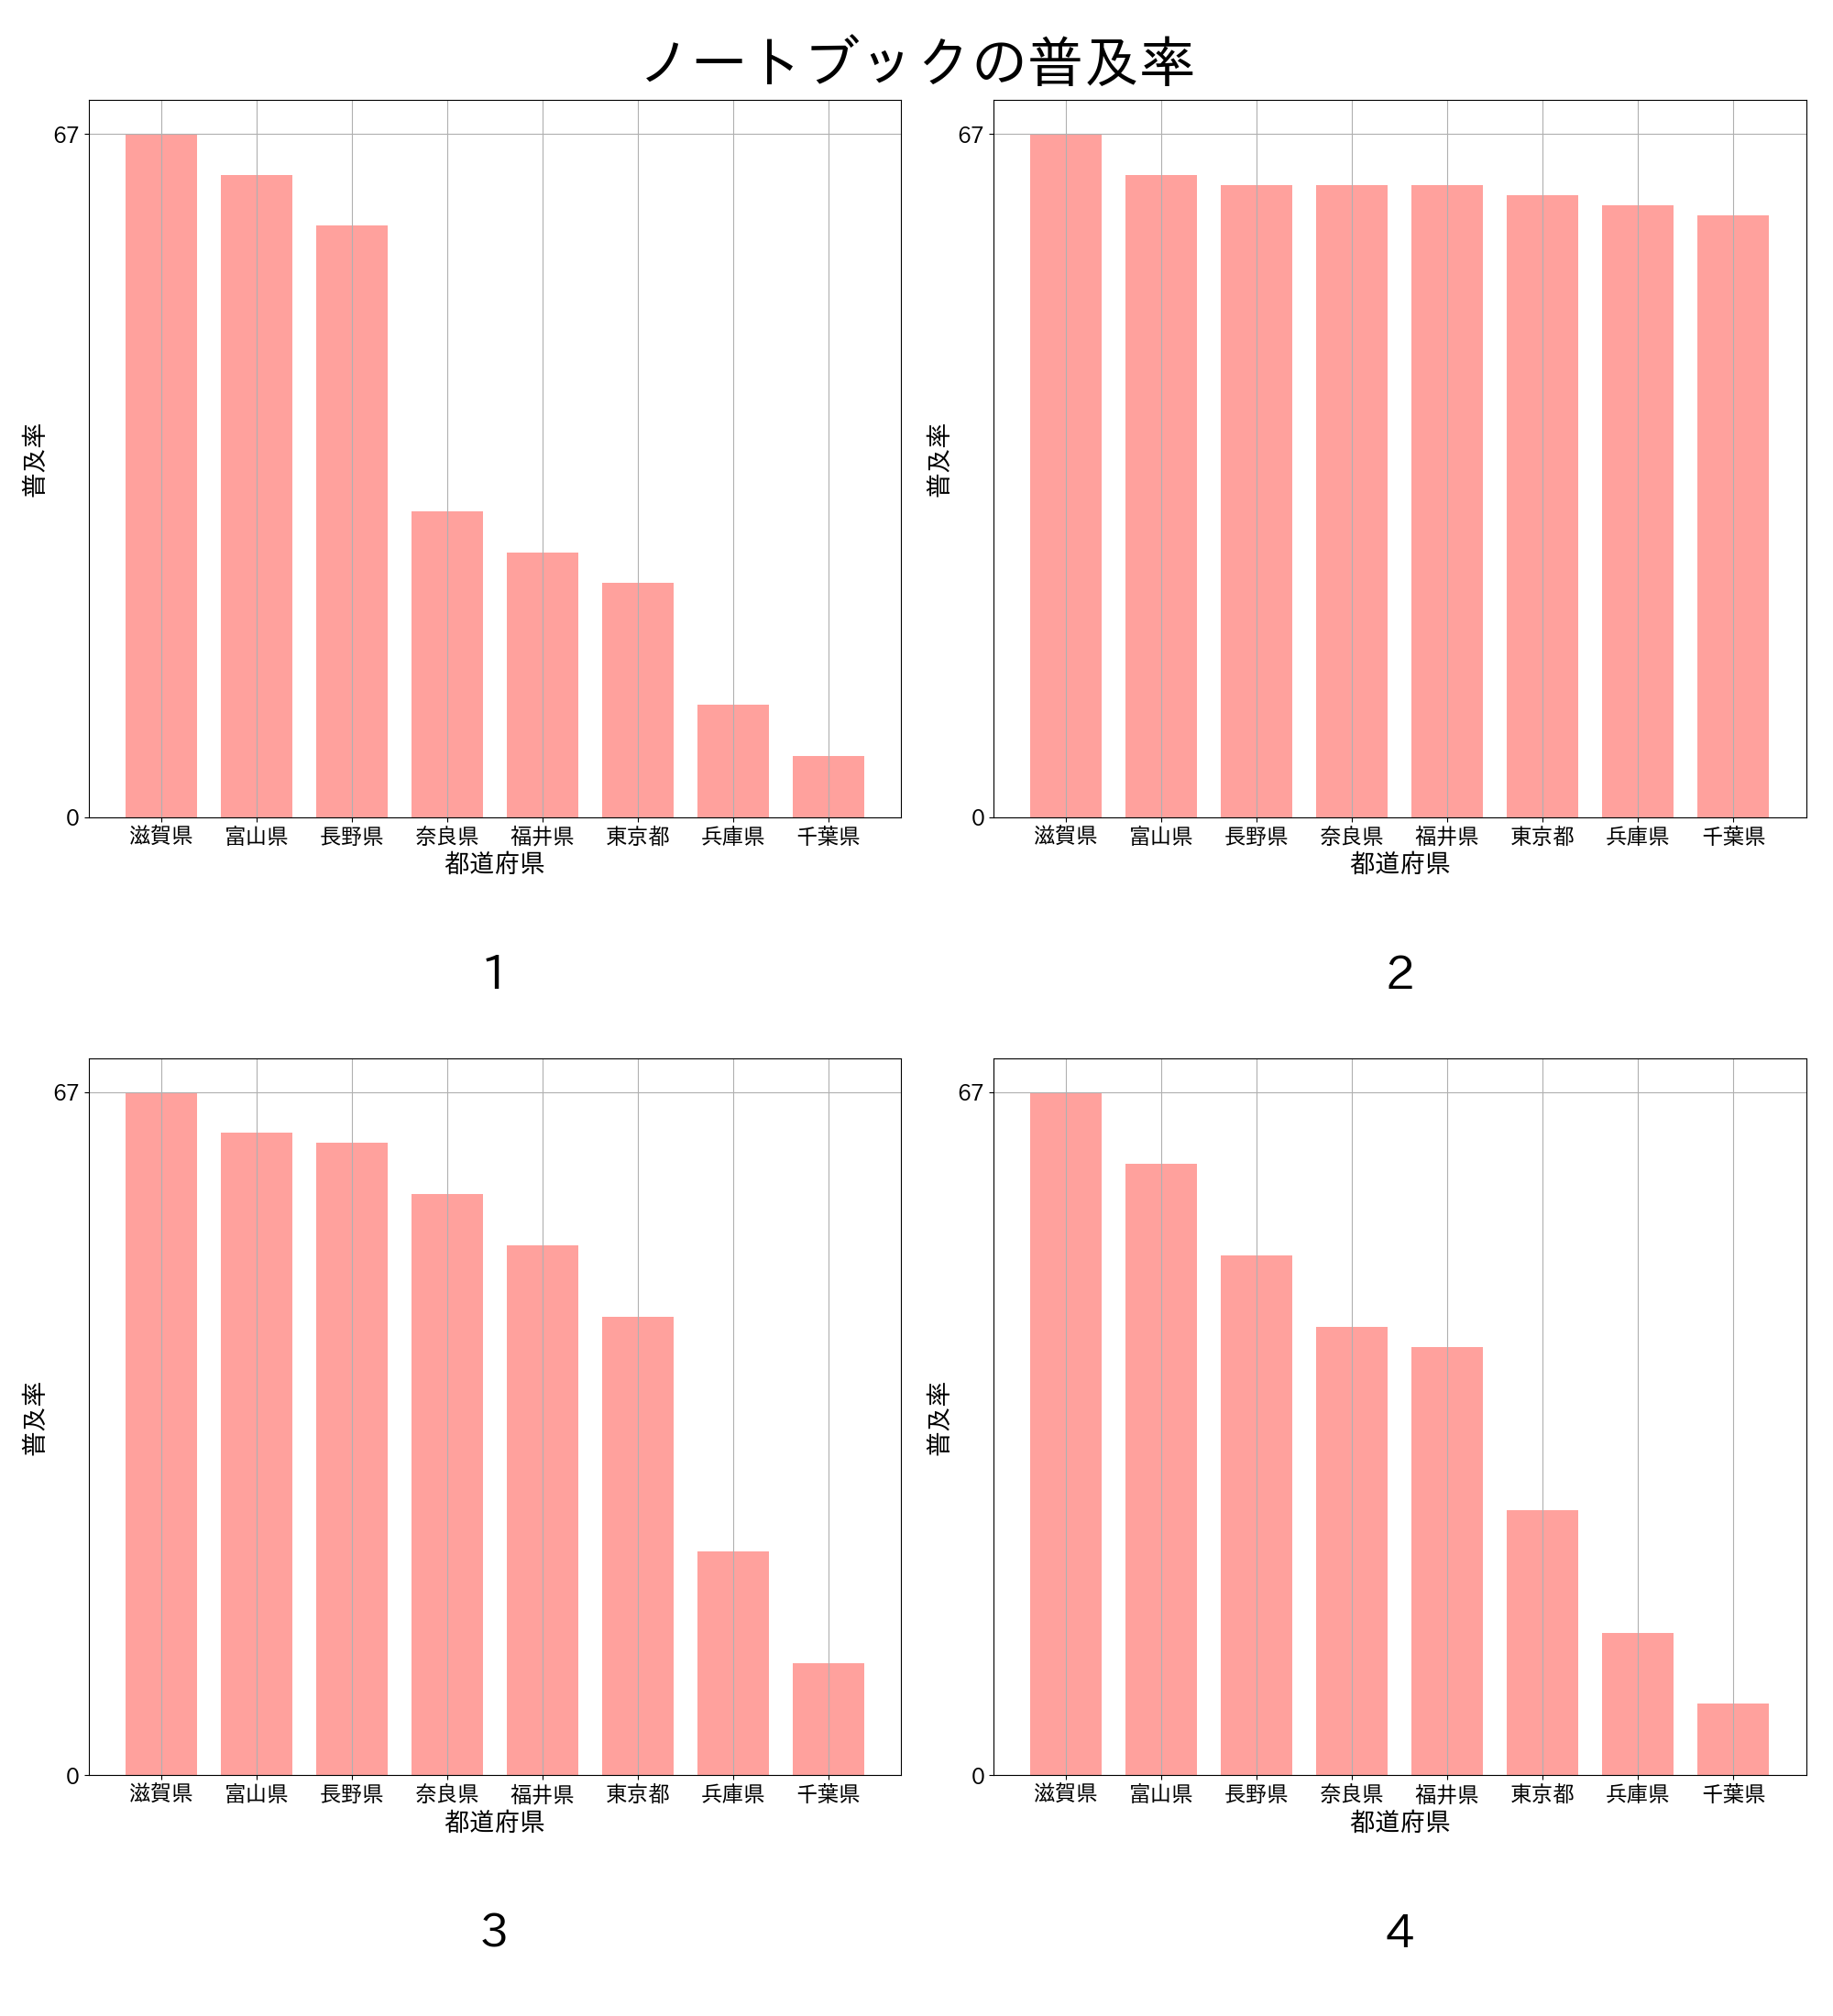 ノートブックの普及率
67
普及率
0
滋賀県 富山県 長野県 奈良県 福井県 東京都 兵庫県 千葉県
都道府県
1
67
普及率
0
滋賀県 富山県 長野県 奈良県 福井県 東京都 兵庫県 千葉県
都道府県
2
67
普及率
0
滋賀県 富山県 長野県 奈良県 福井県 東京都 兵庫県 千葉県
都道府県
3
67
普及率
0
滋賀県 富山県 長野県 奈良県 福井県 東京都 兵庫県 千葉県
都道府県
4